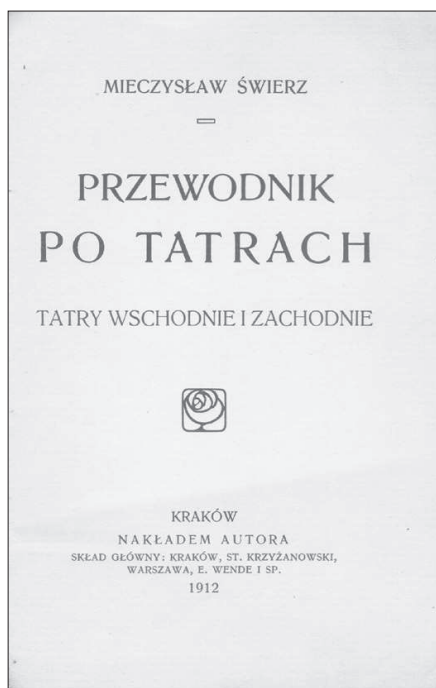 MIECZYSŁAW ŚWIERZ
PRZEWODNIK
PO TATRACH
TATRY WSCHODNIE I ZACHODNIE
KRAKÓW
NAKŁADEM AUTORA
SKŁAD GŁÓWNY: KRAKÓW, ST. KRZYŻANOWSKI,
WARSZAWA, E. WENDE I SP.
1912